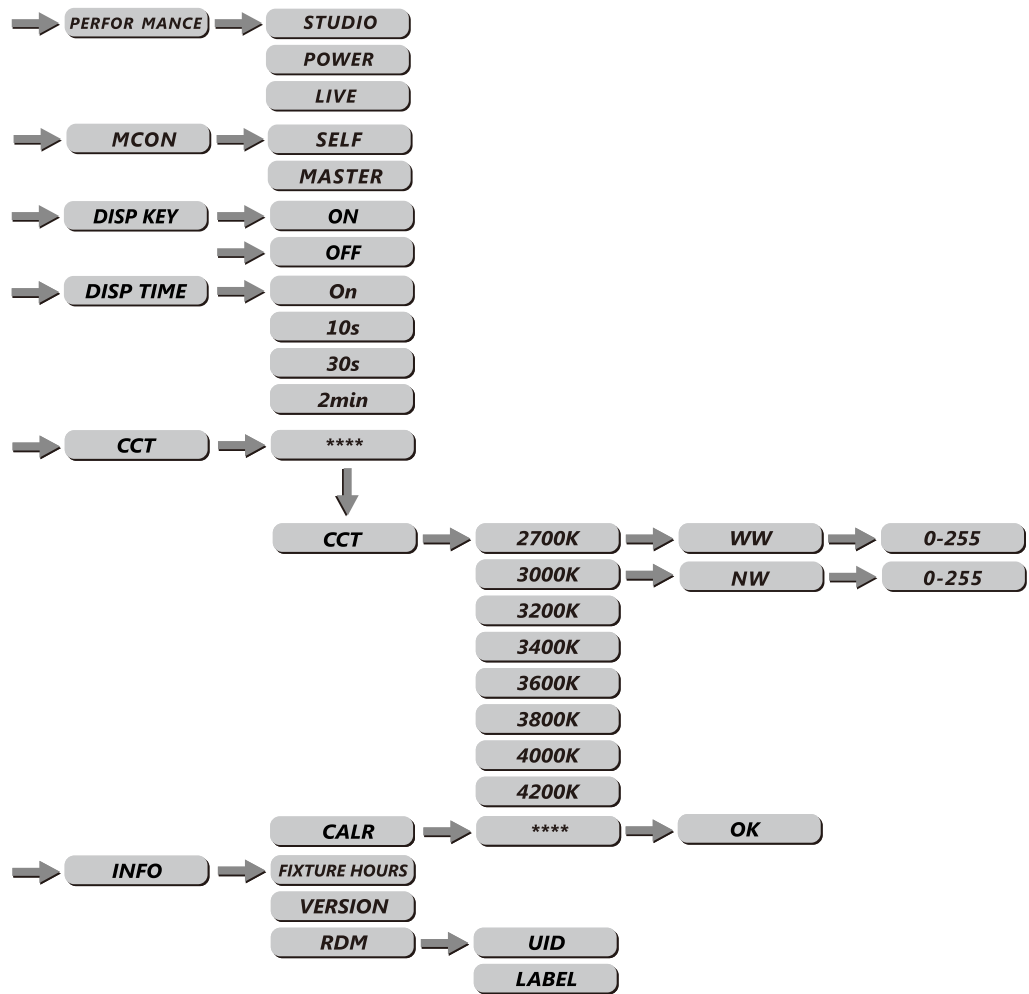 PERFOR MANCE STUDIO
POWER
LIVE
MCON SELF
MASTER
DISP KEY ON
OFF
DISP TIME On
10s
30s
2min
CCT ****
CCT 2700K WW 0-255
3000K NW 0-255
3200K
3400K
3600K
3800K
4000K
4200K
CALR **** OK
INFO FIXTURE HOURS
VERSION
RDM UID
LABEL